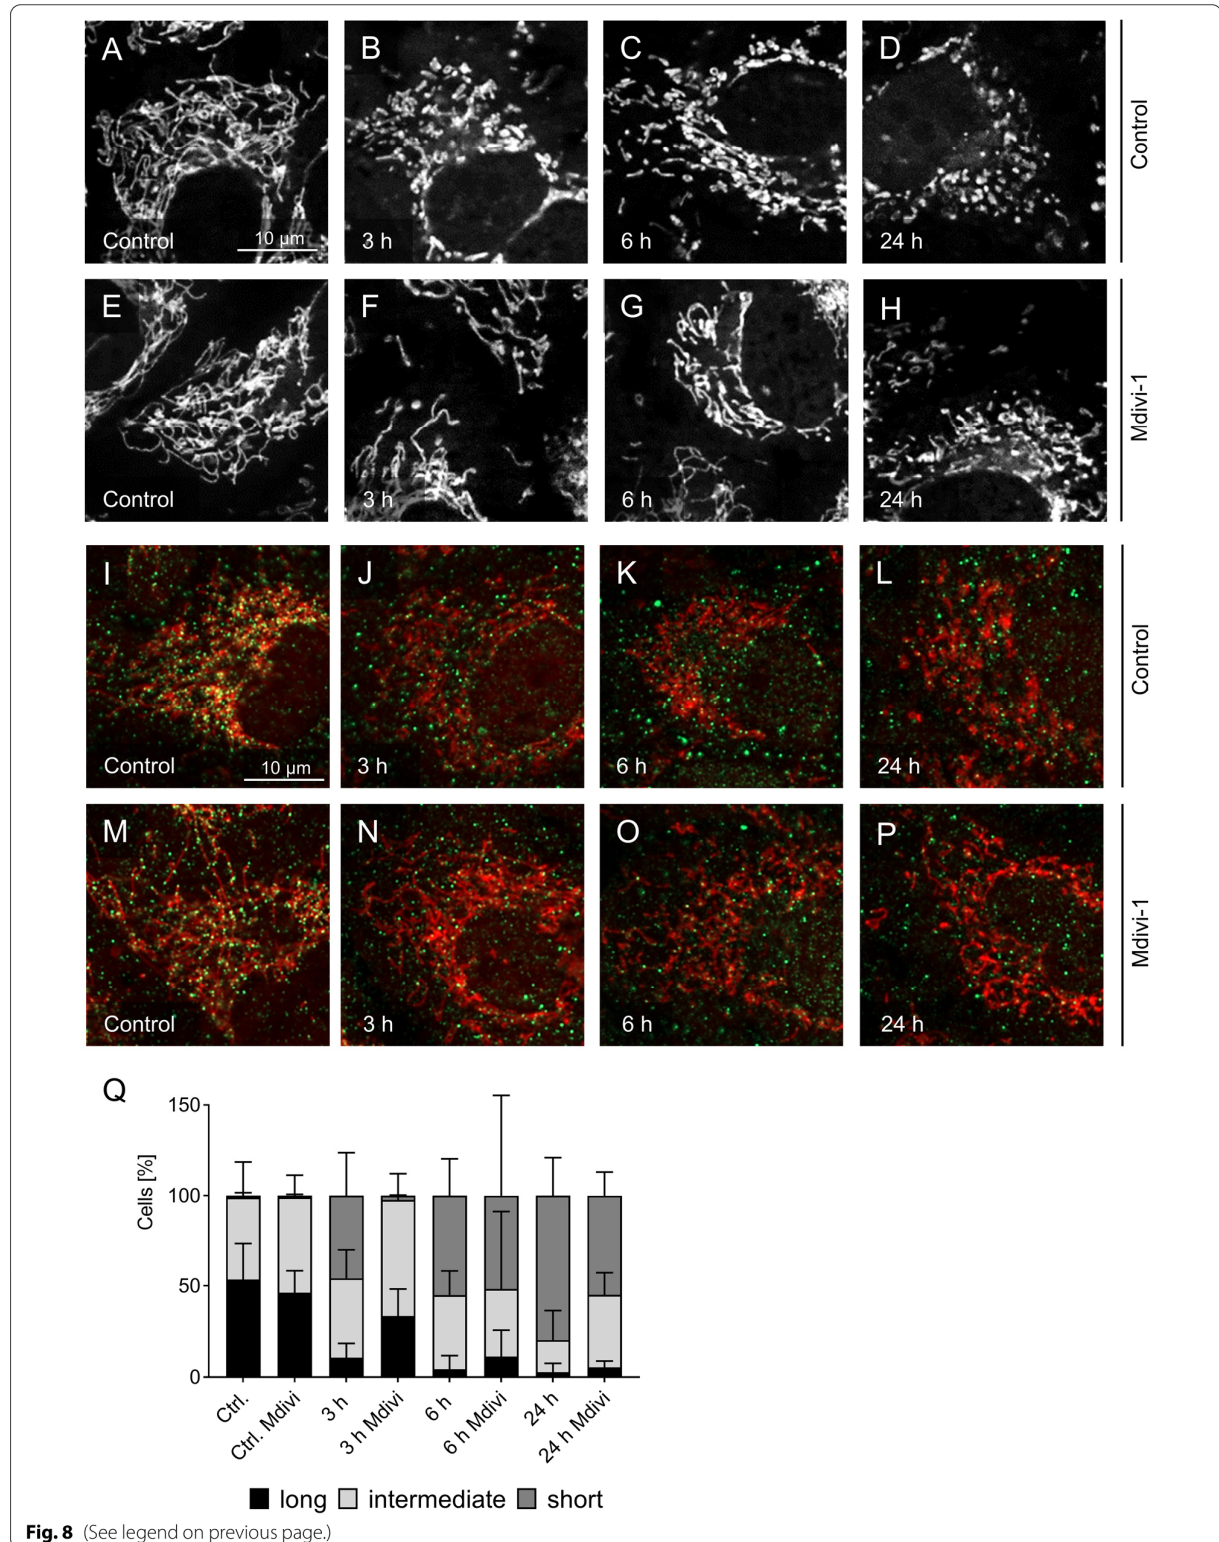 A
B
C
D
Control
10 µm
3 h
6 h
24 h
Control
E
F
G
H
Control
3 h
6 h
24 h
Mdivi-1
I
J
K
L
Control
10 µm
3 h
6 h
24 h
Control
M
N
O
P
Control
3 h
6 h
24 h
Mdivi-1
Q
150
100
50
0
Cells [%]
Ctrl.
Ctrl. Mdivi
3 h
3 h Mdivi
6 h
6 h Mdivi
24 h
24 h Mdivi
long intermediate short
Fig. 8 (See legend on previous page.)